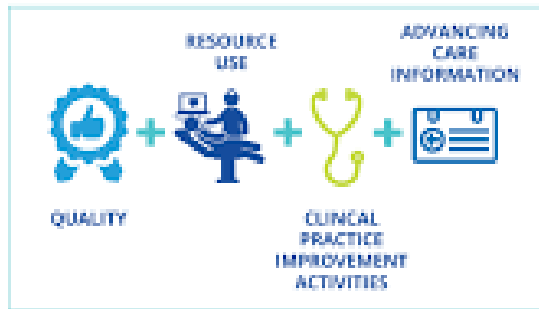 RESOURCE
USE
ADVANCING
CARE
INFORMATION
QUALITY
CLINICAL
PRACTICE
IMPROVEMENT
ACTIVITIES